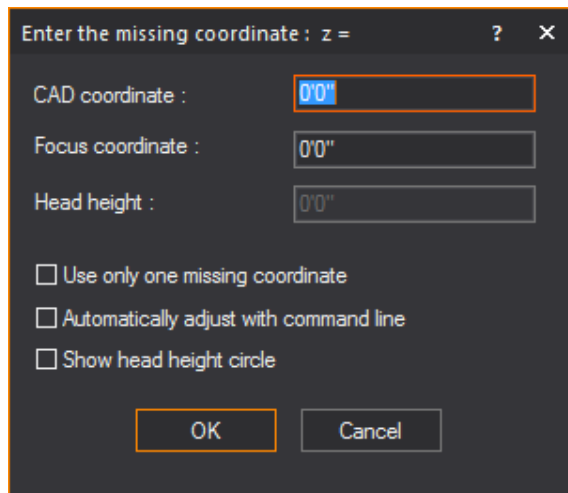 Enter the missing coordinate : z = ? ×
CAD coordinate : 0'0"
Focus coordinate : 0'0"
Head height : 0'0"
Use only one missing coordinate
Automatically adjust with command line
Show head height circle
OK Cancel